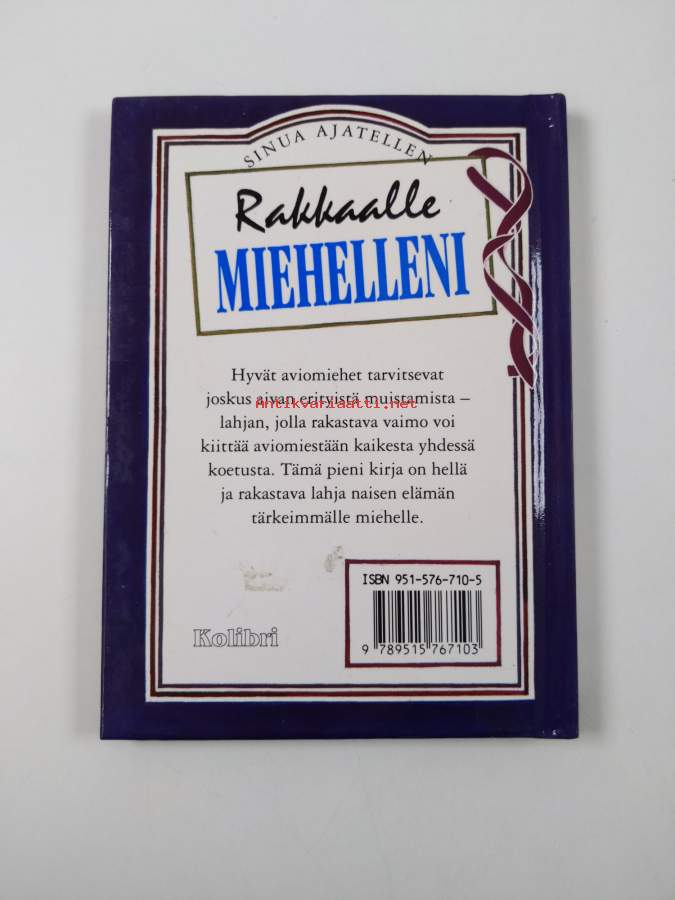 SINUA AJATELLEN
Rakkaalle
MIEHELLENI
Hyvät aviomiehet tarvitsevat
joskus aivan erityistä muistamista –
Antikvariaatti.net
lahjan, jolla rakastava vaimo voi
kiittää aviomiestään kaikesta yhdessä
koetusta. Tämä pieni kirja on hellä
ja rakastava lahja naisen elämän
tärkeimmälle miehelle.
ISBN 951-576-710-5
Kolibri
9 789515 767103